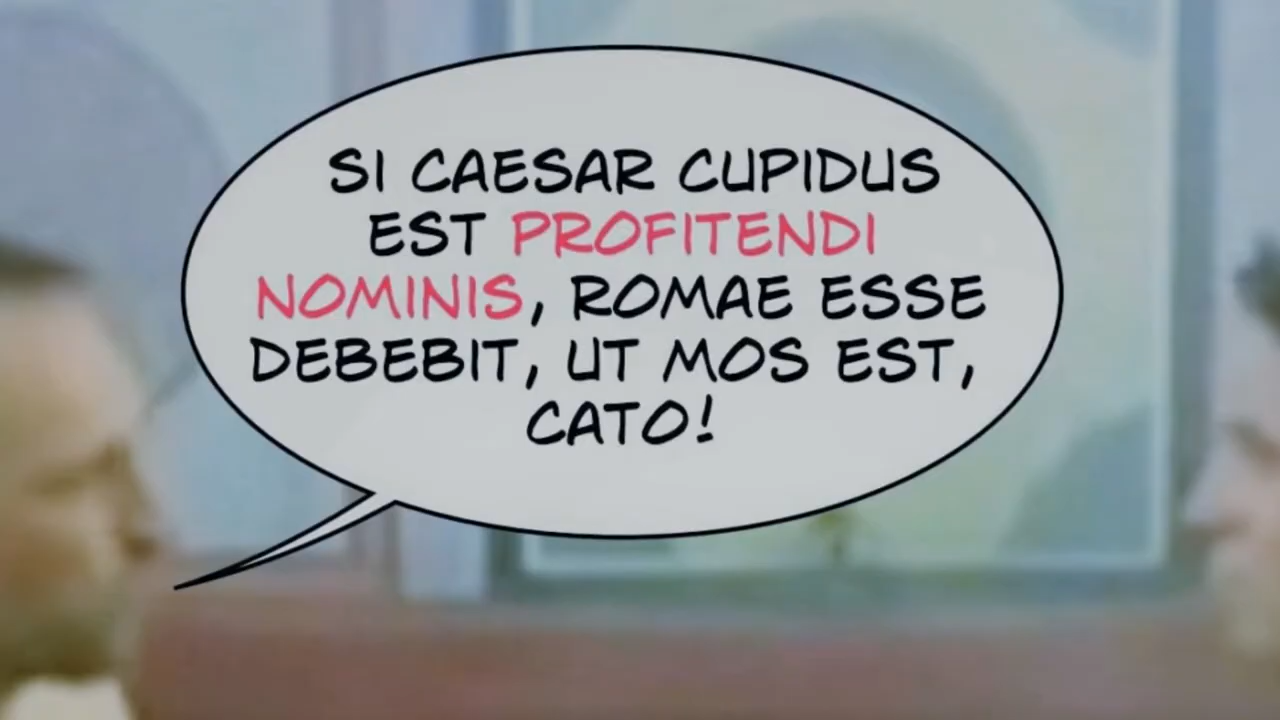 SI CAESAR CUPIDUS
EST PROFITENDI
NOMINIS, ROMAE ESSE
DEBEBIT, UT MOS EST,
CATO!